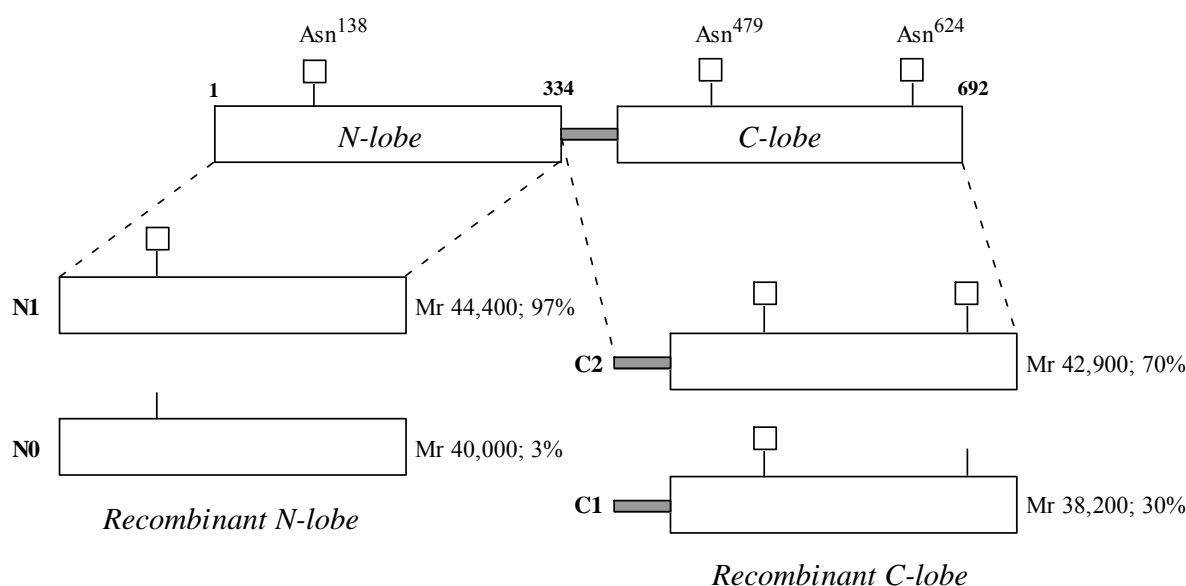 Asn138
Asn479
Asn624
1
334
692
N-lobe
C-lobe
N1
Mr 44,400; 97%
C2
Mr 42,900; 70%
N0
Mr 40,000; 3%
C1
Mr 38,200; 30%
Recombinant N-lobe
Recombinant C-lobe